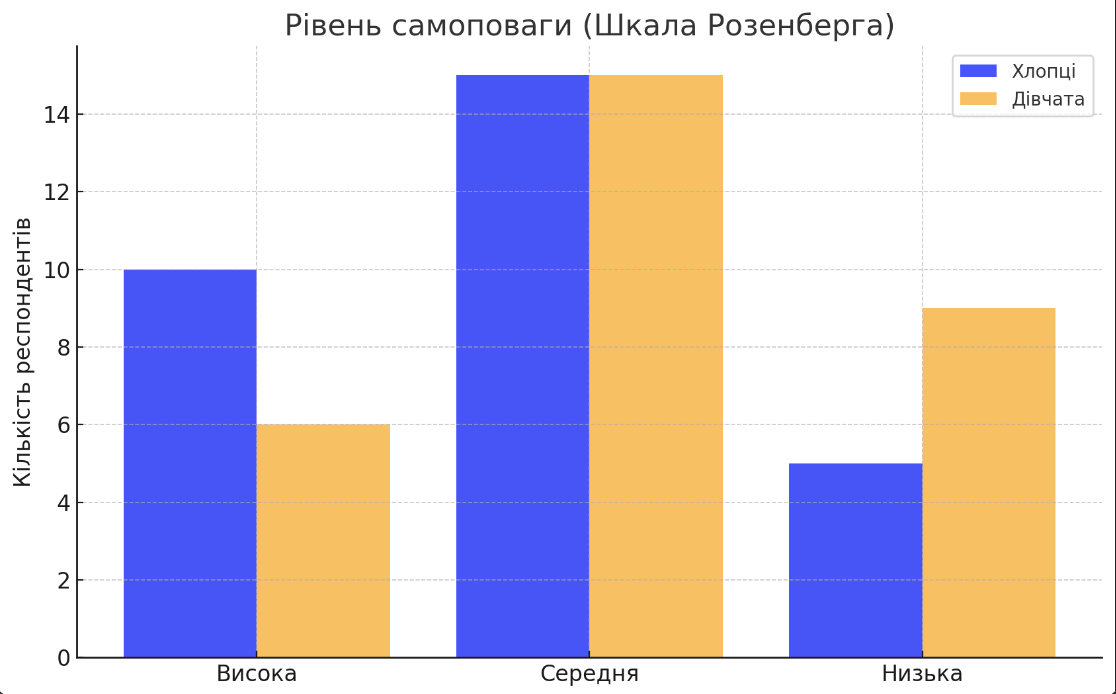 Рівень самоповаги (Шкала Розенберга)
Хлопці
Дівчата
Кількість респондентів
14
12
10
8
6
4
2
0
Висока
Середня
Низька